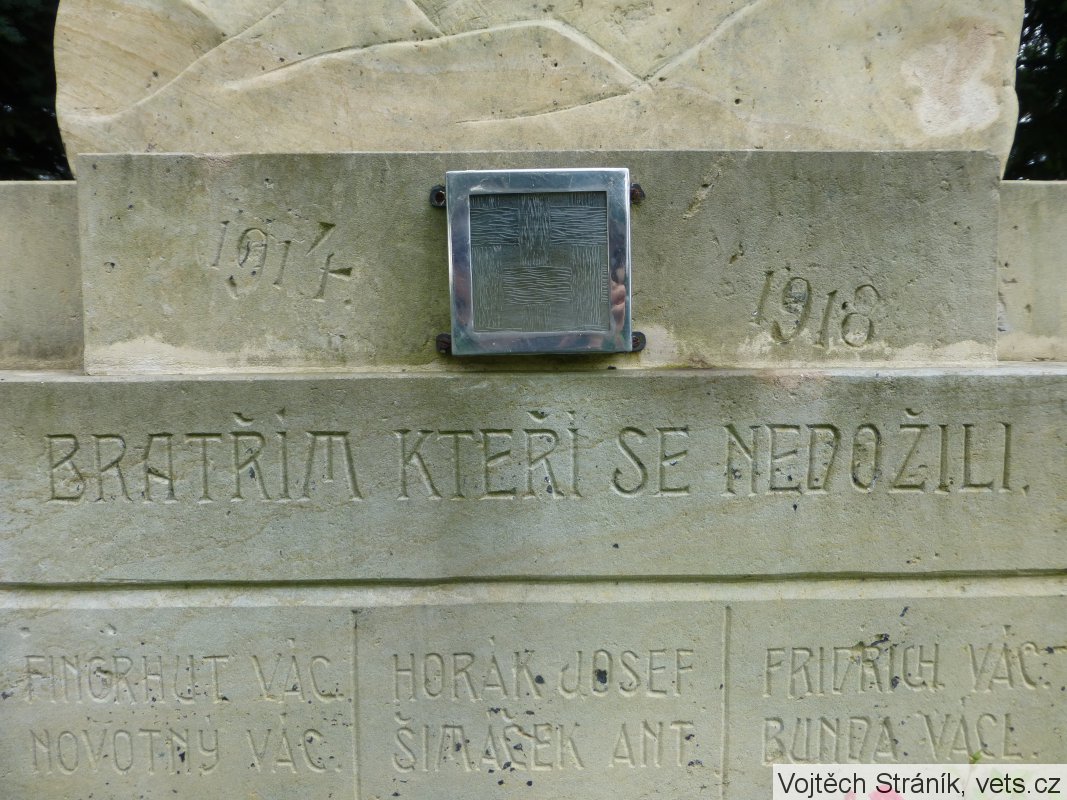 1914 1918
BRATŘÍM KTEŘÍ SE NEDOŽILI.
FINGRHUT VÁC. HORÁK JOSEF FRIDRICH. VÁC.
NOVOTNÝ VÁC. ŠIMÁČEK ANT BUNDA VÁCL.
Vojtěch Stráník, vets.cz